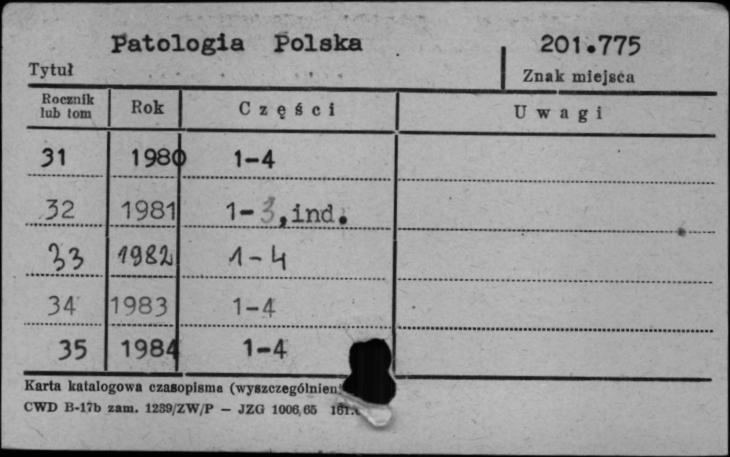 Patologia Polska 201.775
Tytuł Znak miejsca
Rocznik lub tom Rok Części Uwagi
31 1980 1-4
32 1981 1-3,ind.
33 1982 1-4
34 1983 1-4
35 1984 1-4
Karta katalogowa czasopisma
CWD B-17b zam. 1239/ZW/P — JZG 1006,65